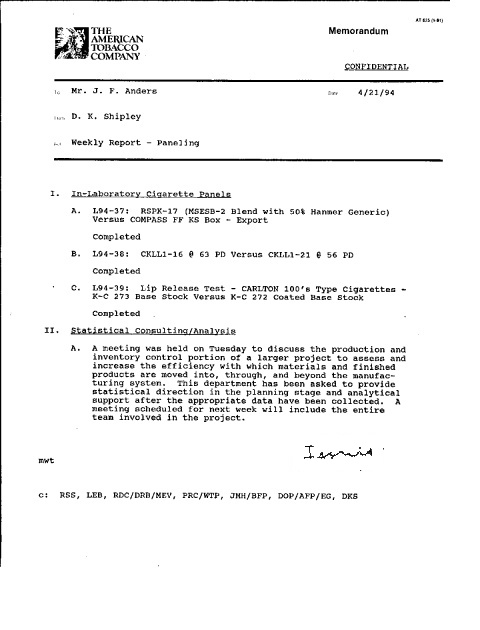 AT 825 (9-81)
THE
AMERICAN
TOBACCO
COMPANY
Memorandum
CONFIDENTIAL
To Mr. J. F. Anders
Date 4/21/94
From D. K. Shipley
Weekly Report - Paneling
I. In-Laboratory Cigarette Panels
A. L94-37: RSPK-17 (MSESB-2 Blend with 50% Hanmer Generic)
Versus COMPASS FF KS Box - Export
Completed
B. L94-38: CKLL1-16 @ 63 PD Versus CKLL1-21 @ 56 PD
Completed
C. L94-39: Lip Release Test - CARLTON 100's Type Cigarettes -
K-C 273 Base Stock Versus K-C 272 Coated Base Stock
Completed
II. Statistical Consulting/Analysis
A. A meeting was held on Tuesday to discuss the production and
inventory control portion of a larger project to assess and
increase the efficiency with which materials and finished
products are moved into, through, and beyond the manufac-
turing system. This department has been asked to provide
statistical direction in the planning stage and analytical
support after the appropriate data have been collected. A
meeting scheduled for next week will include the entire
team involved in the project.
mwt
c: RSS, LEB, RDC/DRB/MEV, PRC/WTP, JMH/BFP, DOP/AFP/EG, DKS